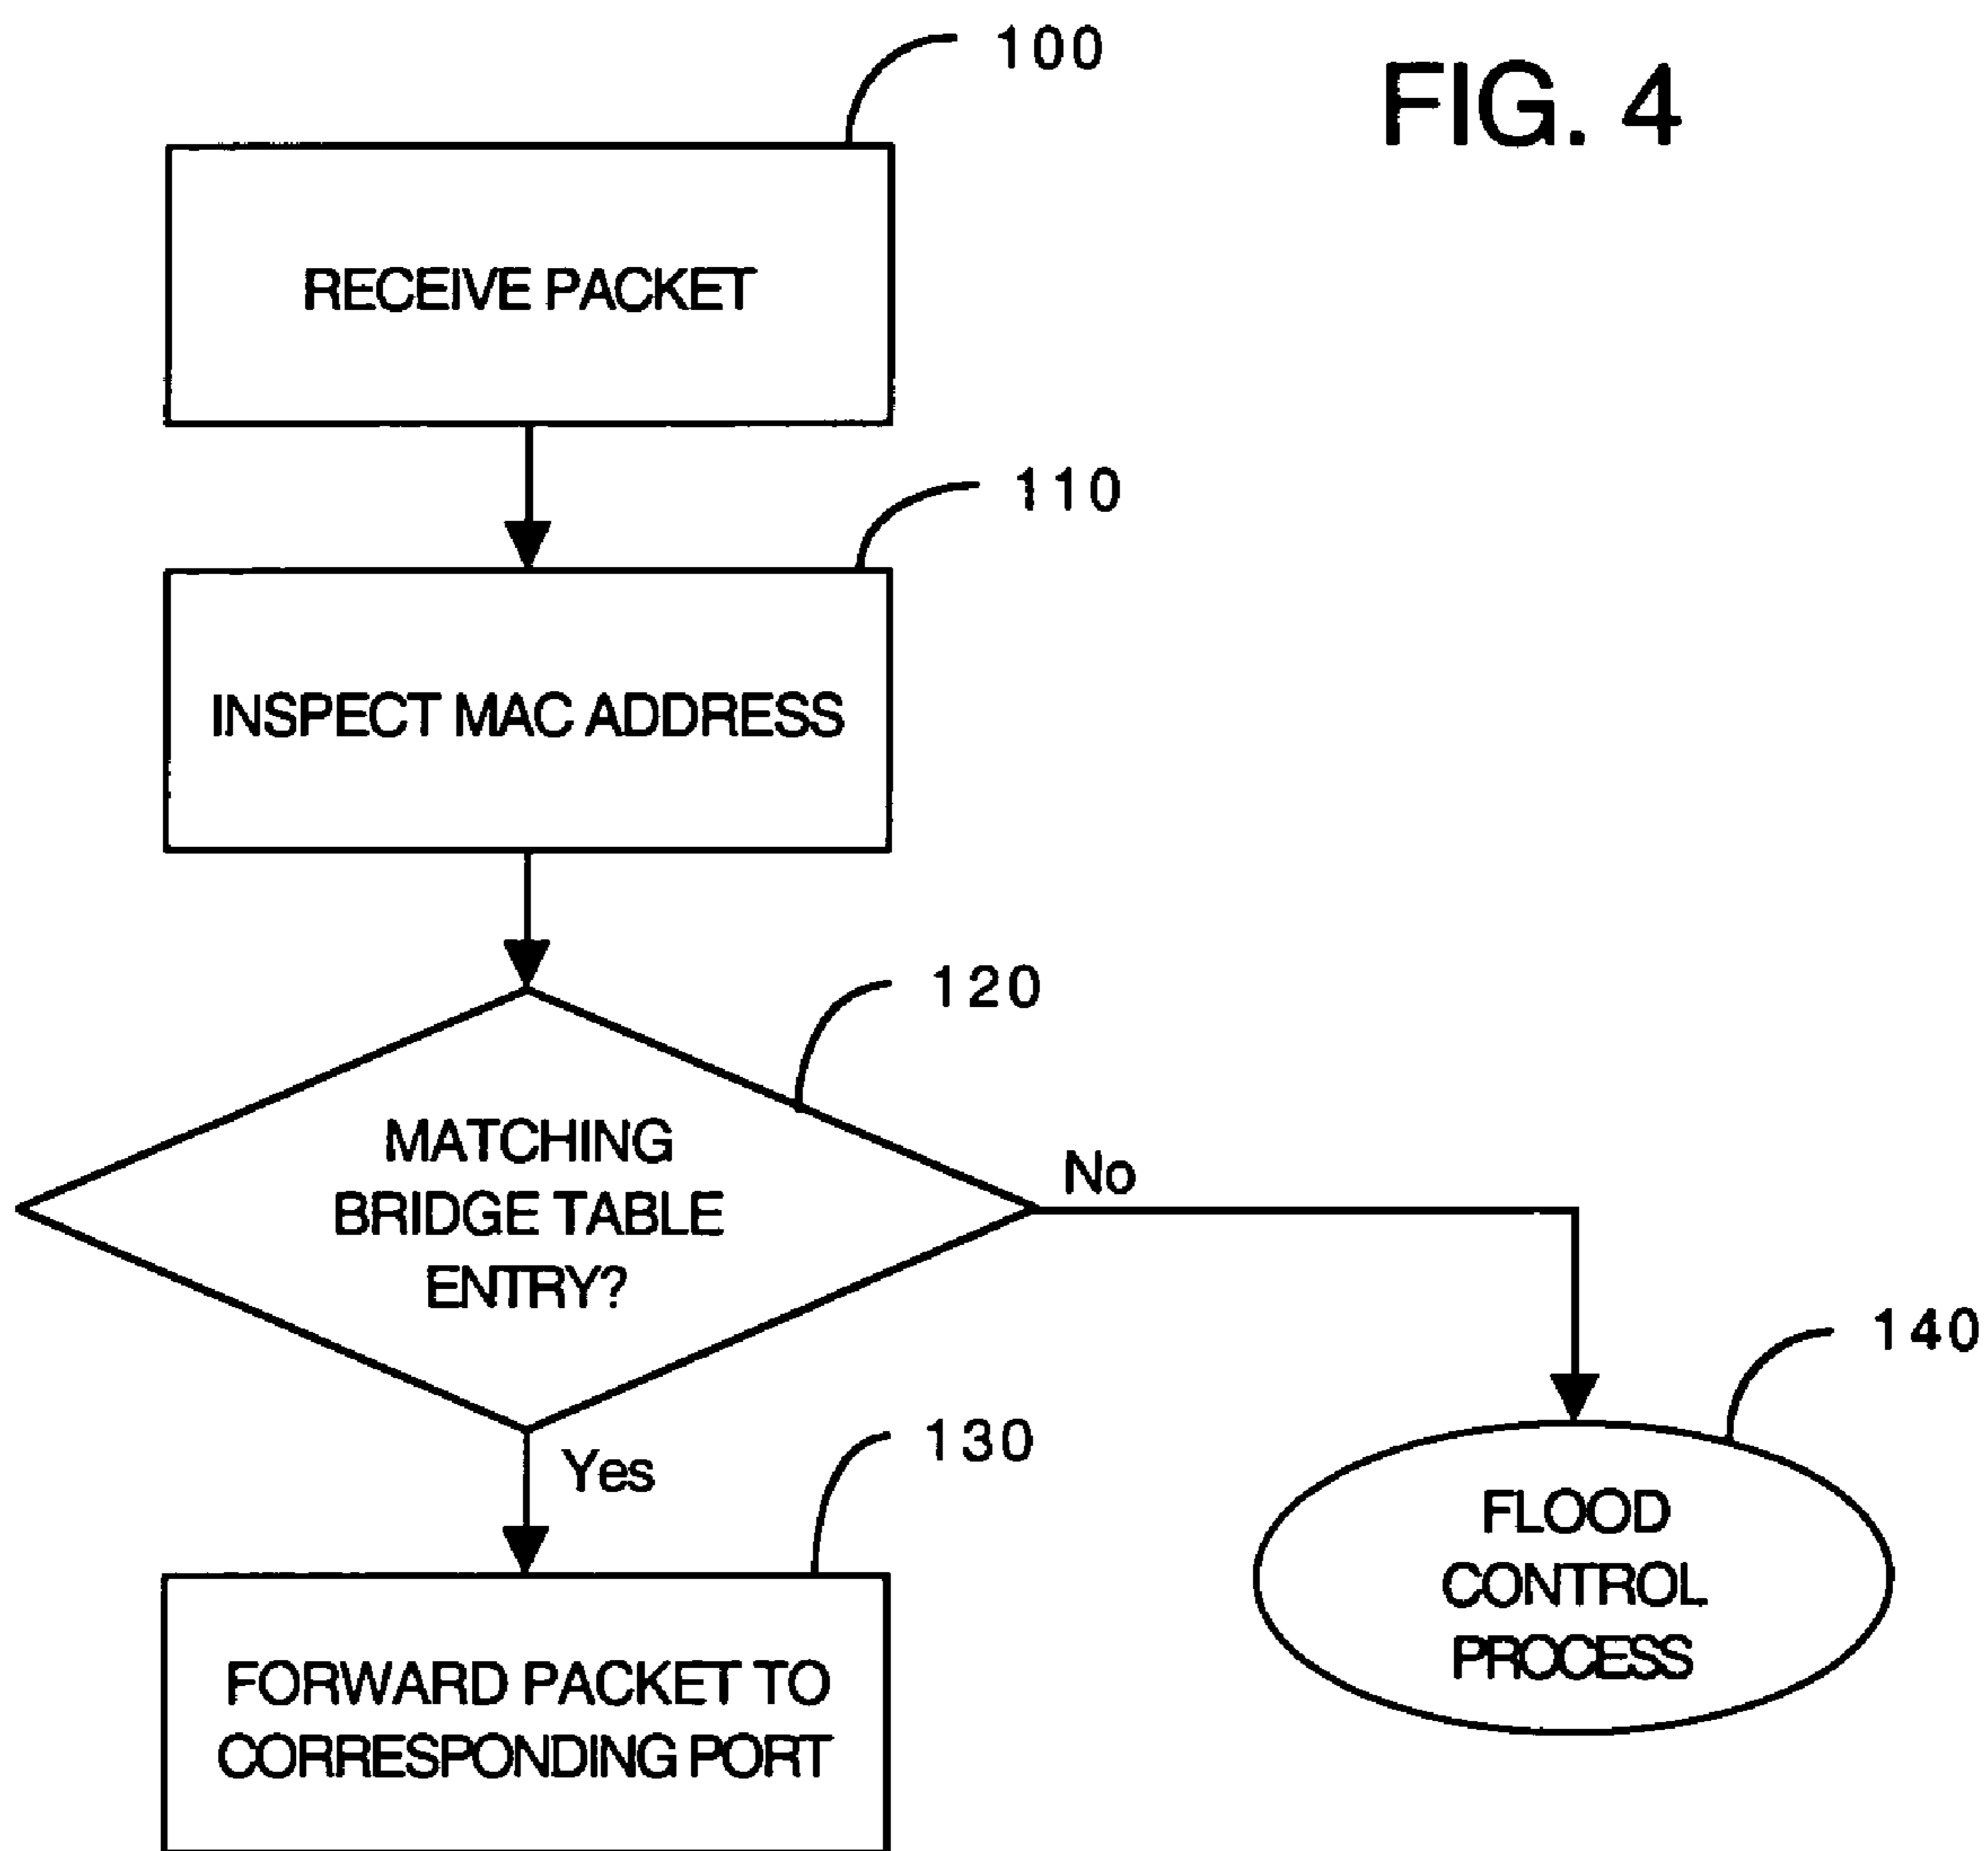 100
FIG. 4
RECEIVE PACKET
110
INSPECT MAC ADDRESS
120
MATCHING
BRIDGE TABLE
ENTRY?
No
140
Yes
130
FLOOD
CONTROL
PROCESS
FORWARD PACKET TO
CORRESPONDING PORT